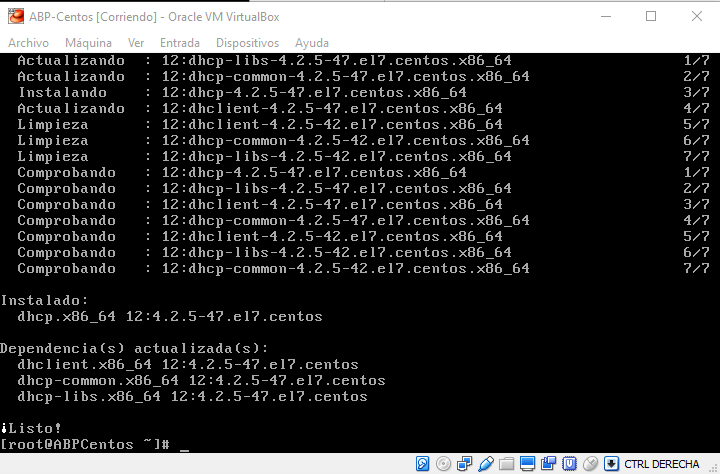 ABP-Centos [Corriendo] - Oracle VM VirtualBox
Archivo Máquina Ver Entrada Dispositivos Ayuda
Actualizando : 12:dhcp-libs-4.2.5-47.el7.centos.x86_64 1/7
Actualizando : 12:dhcp-common-4.2.5-47.el7.centos.x86_64 2/7
Instalando : 12:dhcp-4.2.5-47.el7.centos.x86_64 3/7
Actualizando : 12:dhclient-4.2.5-47.el7.centos.x86_64 4/7
Limpieza : 12:dhclient-4.2.5-42.el7.centos.x86_64 5/7
Limpieza : 12:dhcp-common-4.2.5-42.el7.centos.x86_64 6/7
Limpieza : 12:dhcp-libs-4.2.5-42.el7.centos.x86_64 7/7
Comprobando : 12:dhcp-4.2.5-47.el7.centos.x86_64 1/7
Comprobando : 12:dhcp-libs-4.2.5-47.el7.centos.x86_64 2/7
Comprobando : 12:dhclient-4.2.5-47.el7.centos.x86_64 3/7
Comprobando : 12:dhcp-common-4.2.5-47.el7.centos.x86_64 4/7
Comprobando : 12:dhclient-4.2.5-42.el7.centos.x86_64 5/7
Comprobando : 12:dhcp-libs-4.2.5-42.el7.centos.x86_64 6/7
Comprobando : 12:dhcp-common-4.2.5-42.el7.centos.x86_64 7/7
Instalado:
dhcp.x86_64 12:4.2.5-47.el7.centos
Dependencia(s) actualizada(s):
dhclient.x86_64 12:4.2.5-47.el7.centos
dhcp-common.x86_64 12:4.2.5-47.el7.centos
dhcp-libs.x86_64 12:4.2.5-47.el7.centos
¡Listo!
[root@ABPCentos ~]# _
CTRL DERECHA